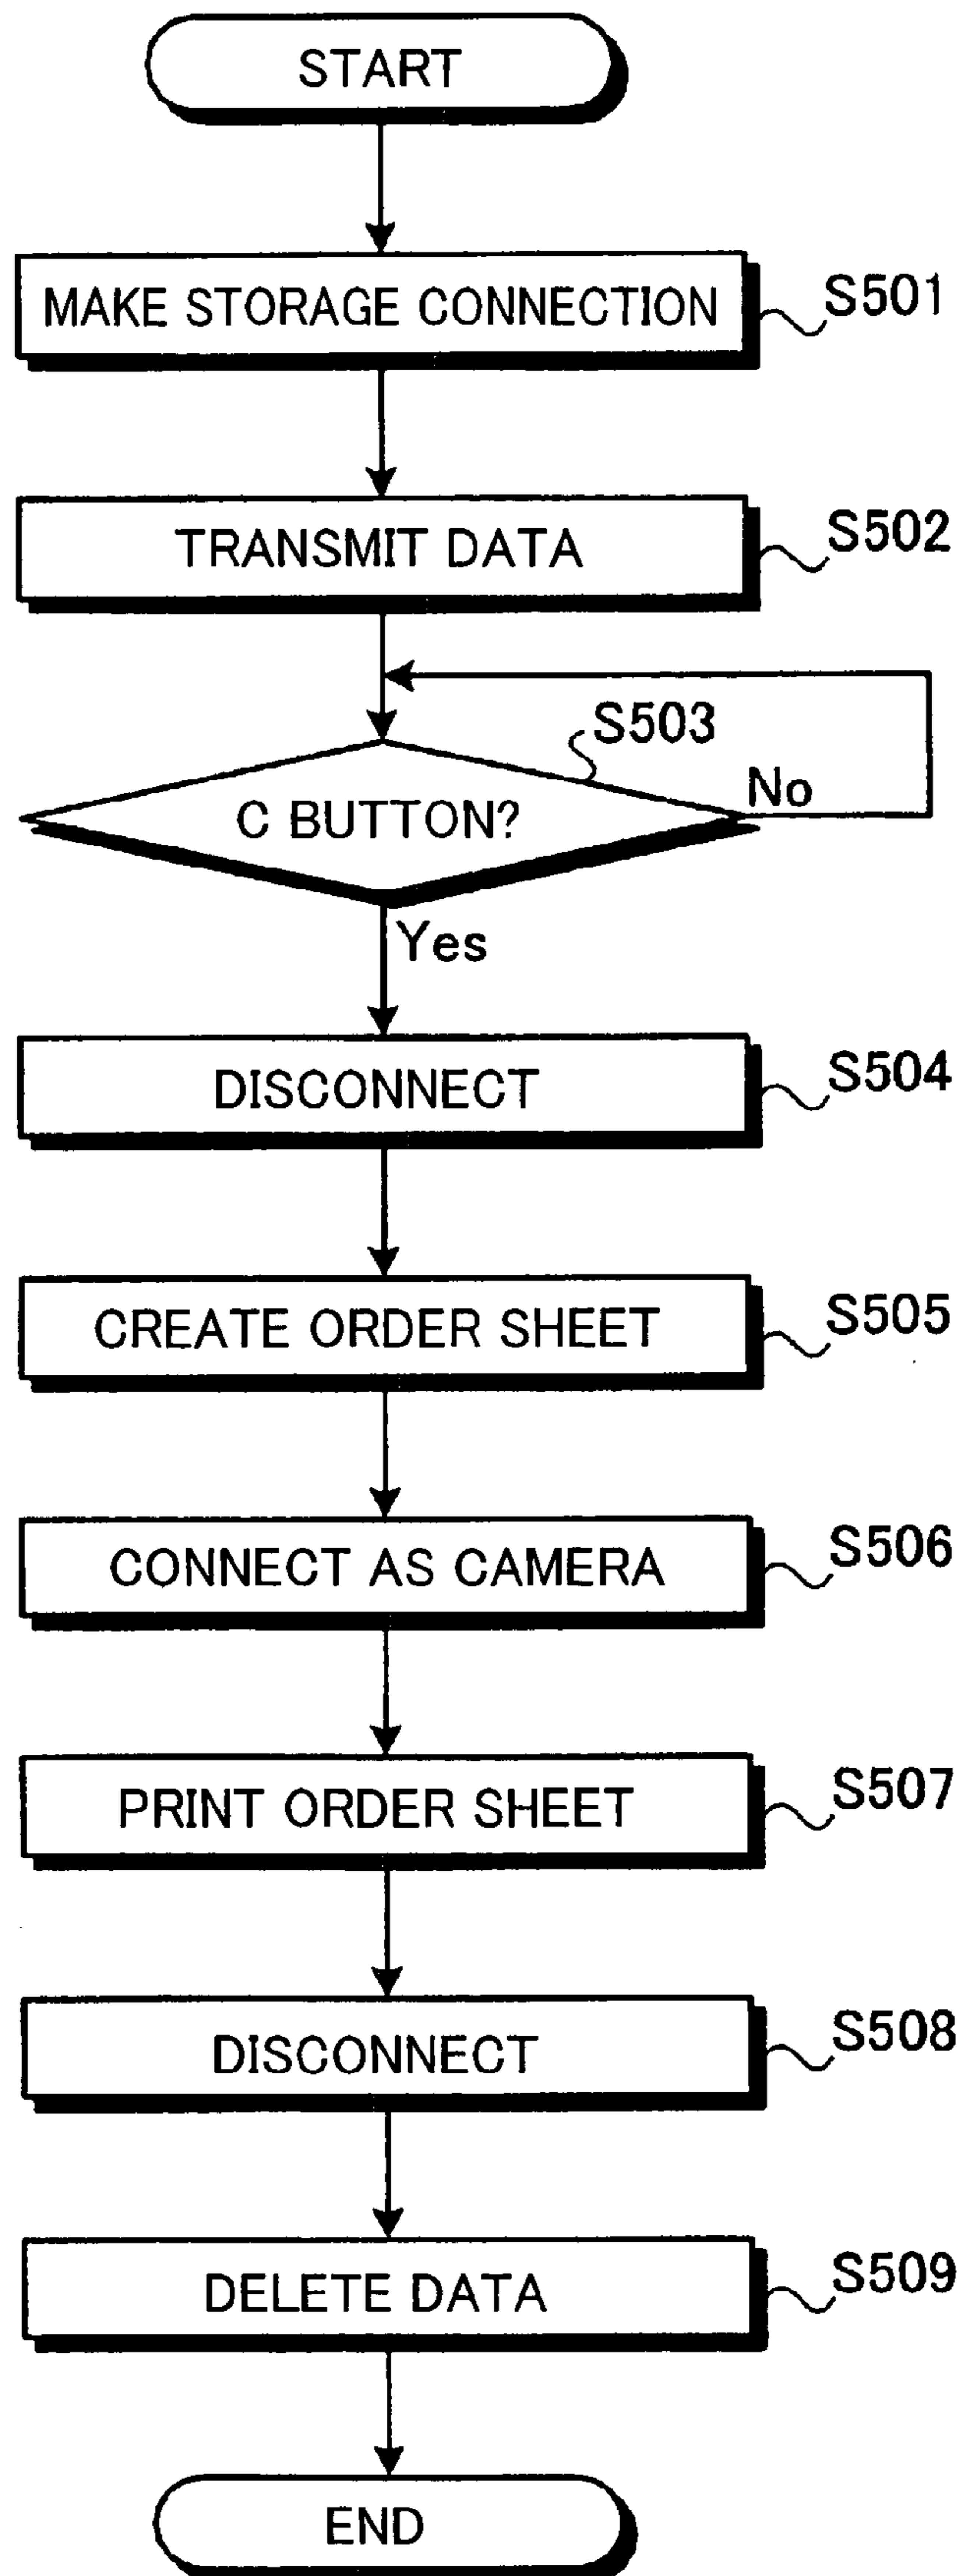 START
MAKE STORAGE CONNECTION
S501
TRANSMIT DATA
S502
S503
C BUTTON?
No
Yes
DISCONNECT
S504
CREATE ORDER SHEET
S505
CONNECT AS CAMERA
S506
PRINT ORDER SHEET
S507
DISCONNECT
S508
DELETE DATA
S509
END